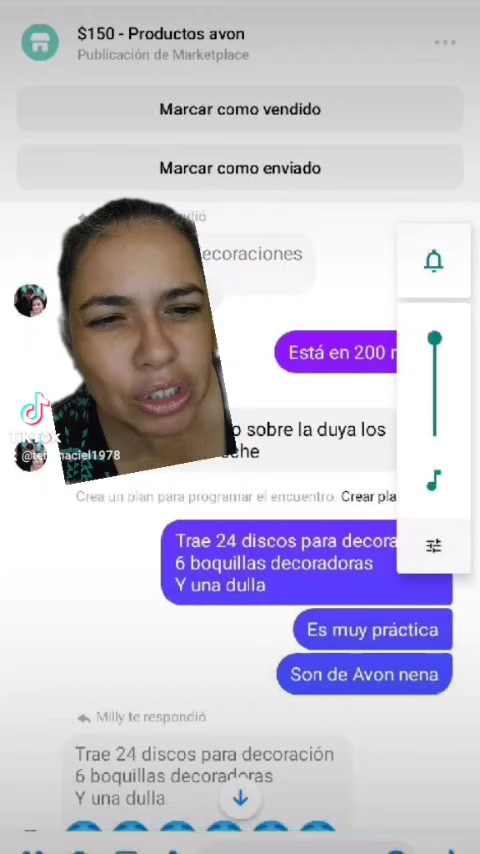 $150 - Productos avon
Publicación de Marketplace
Marcar como vendido
Marcar como enviado
ecoraciones
Está en 200
sobre la duya los
Crea un plan para programar el encuentro. Crear pla
Trae 24 discos para decora
6 boquillas decoradoras
Y una dulla
Es muy práctica
Son de Avon nena
Milly te respondió
Trae 24 discos para decoración
6 boquillas decoradoras
Y una dulla